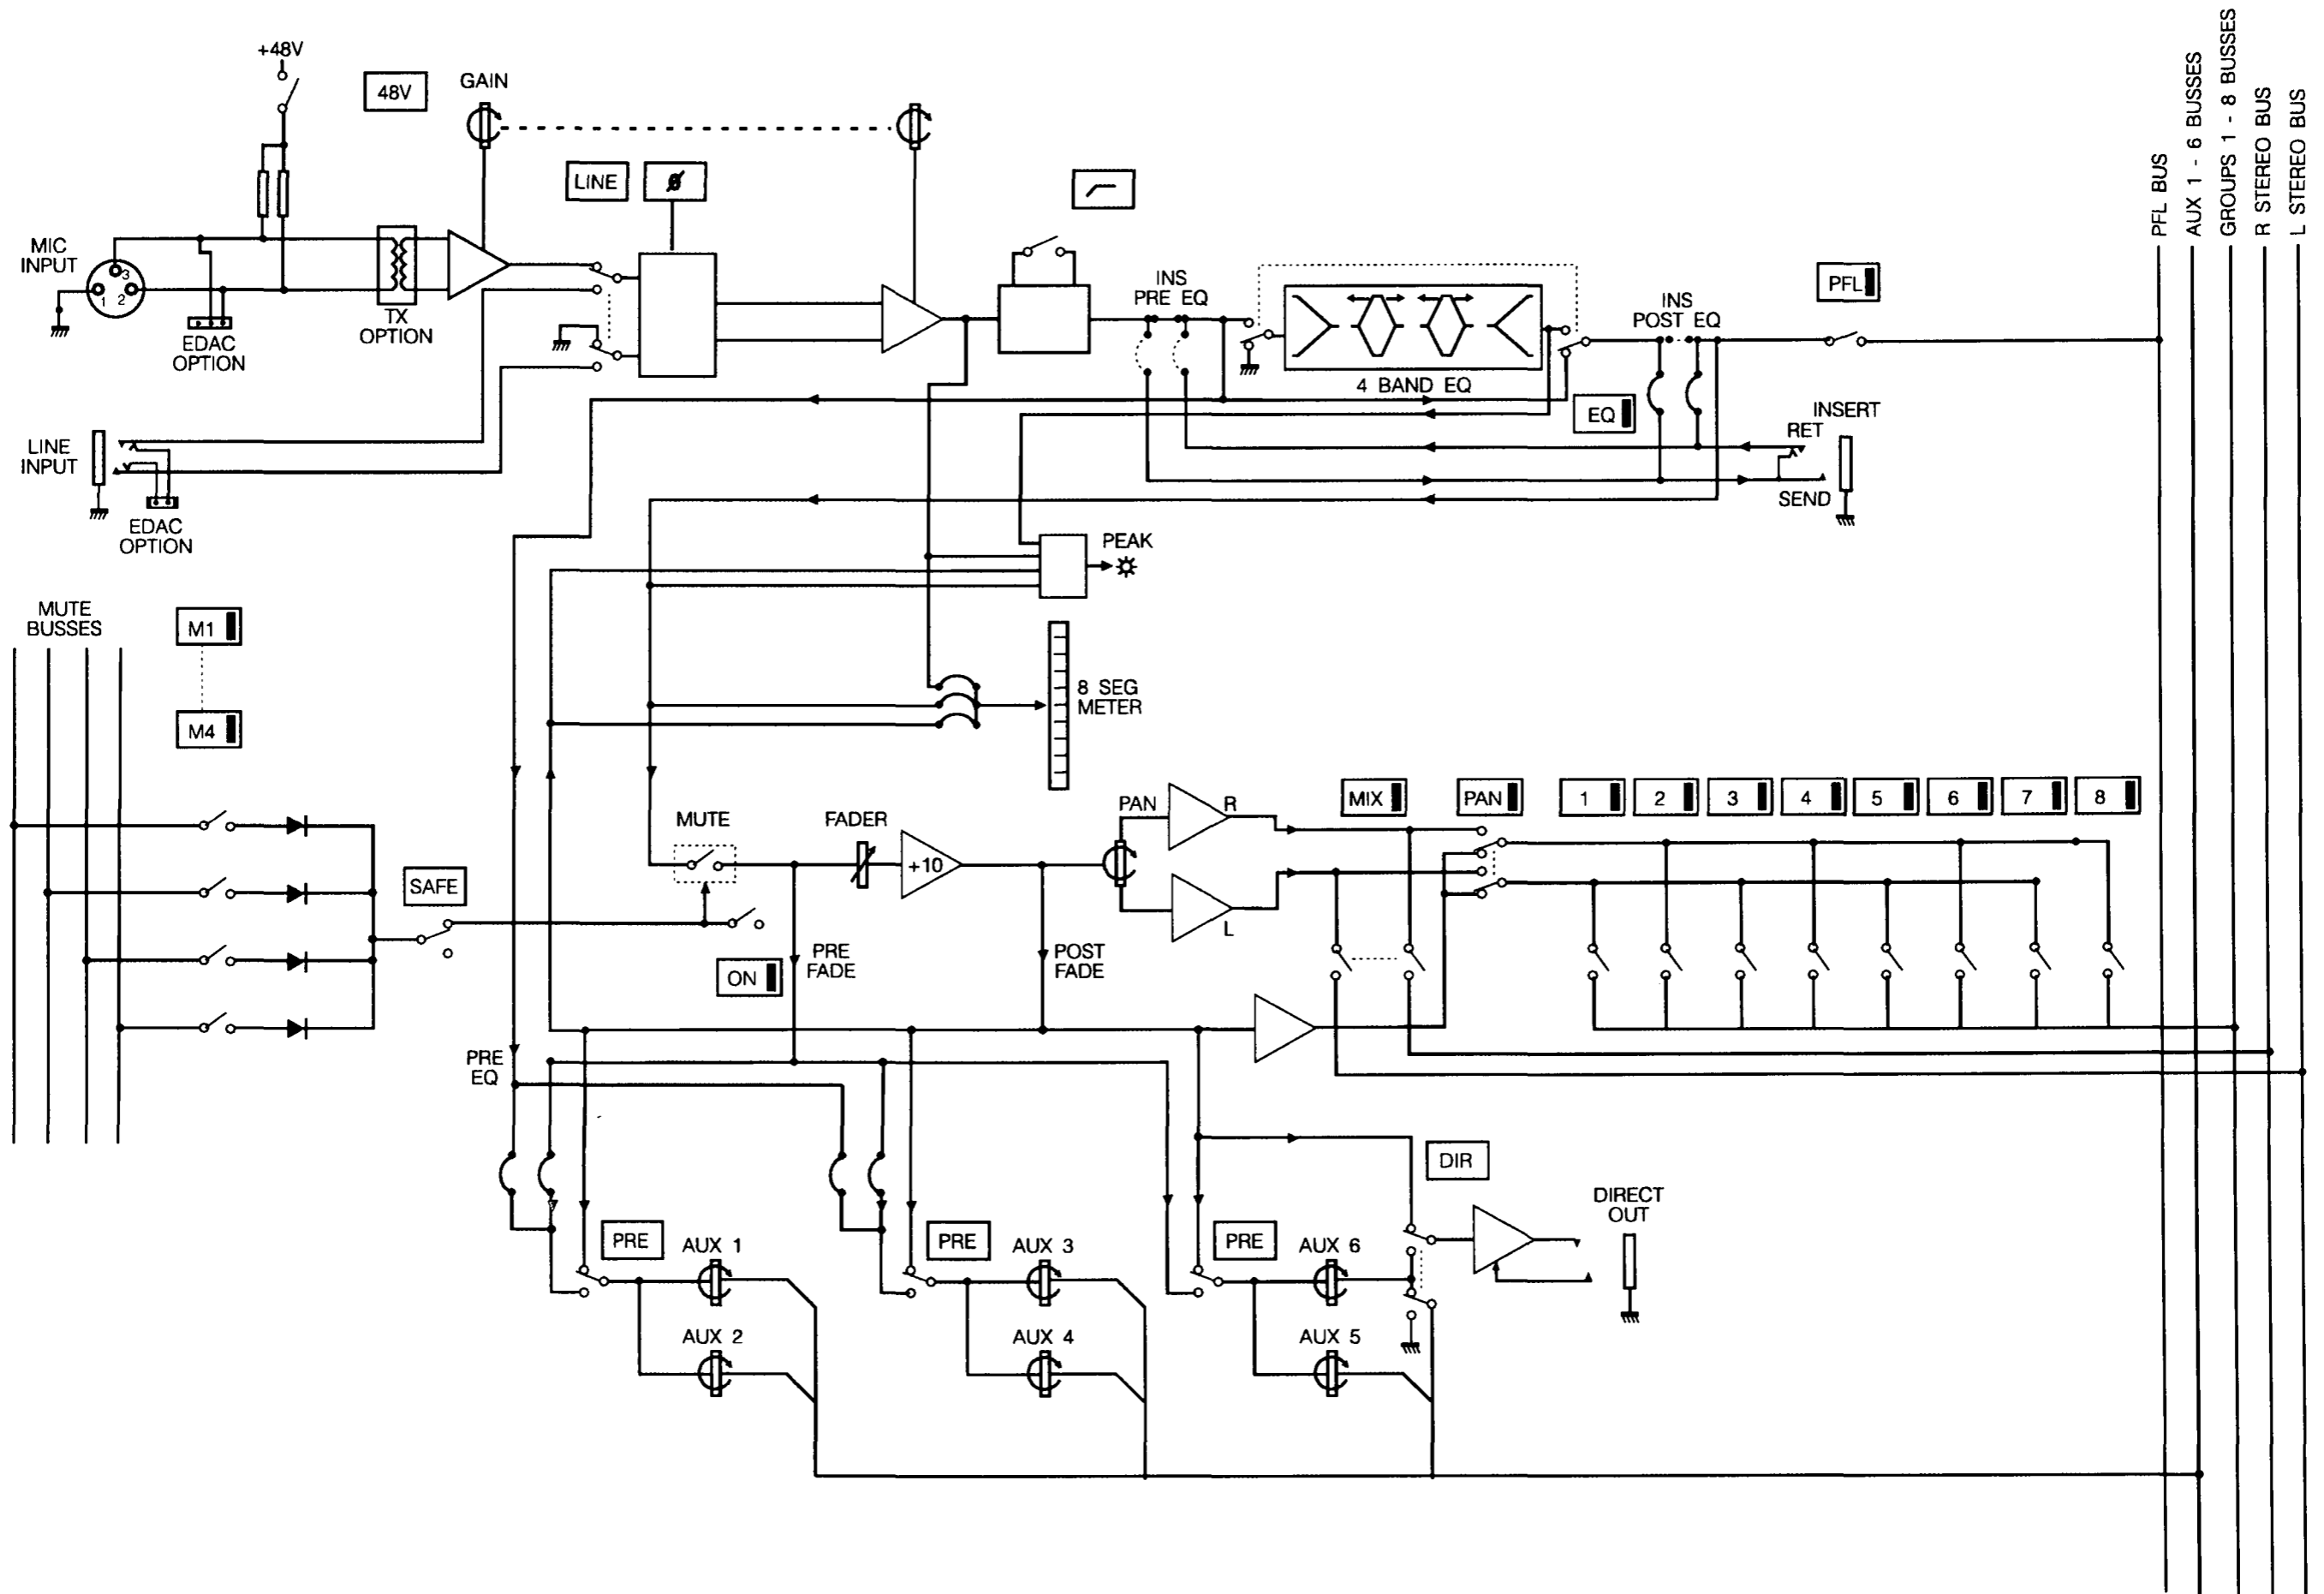 +48V
48V
GAIN
LINE
ø
MIC
INPUT
3
1
2
EDAC
OPTION
TX
OPTION
INS
PRE EQ
4 BAND EQ
INS
POST EQ
PFL
EQ
INSERT
RET
SEND
PFL BUS
AUX 1 - 6 BUSSES
GROUPS 1 - 8 BUSSES
R STEREO BUS
L STEREO BUS
LINE
INPUT
EDAC
OPTION
PEAK
MUTE
BUSSES
M1
M4
8 SEG
METER
SAFE
MUTE
FADER
+10
PAN
R
L
MIX
PAN
1
2
3
4
5
6
7
8
ON
PRE
FADE
POST
FADE
PRE
EQ
DIR
DIRECT
OUT
PRE
AUX 1
AUX 2
PRE
AUX 3
AUX 4
PRE
AUX 6
AUX 5